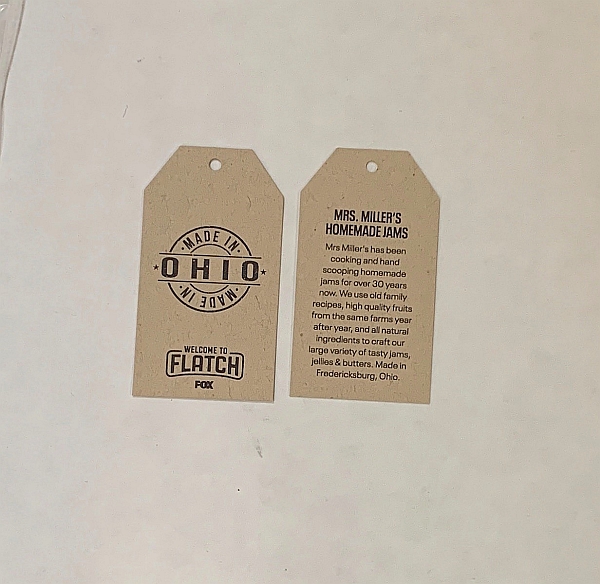 ·MADE IN·
OHIO
·MADE IN·
WELCOME TO
FLATCH
FOX
MRS. MILLER'S
HOMEMADE JAMS
Mrs Miller's has been
cooking and hand
scooping homemade
jams for over 30 years
now. We use old family
recipes, high quality fruits
from the same farms year
after year, and all natural
ingredients to craft our
large variety of tasty jams,
jellies & butters. Made in
Fredericksburg, Ohio.